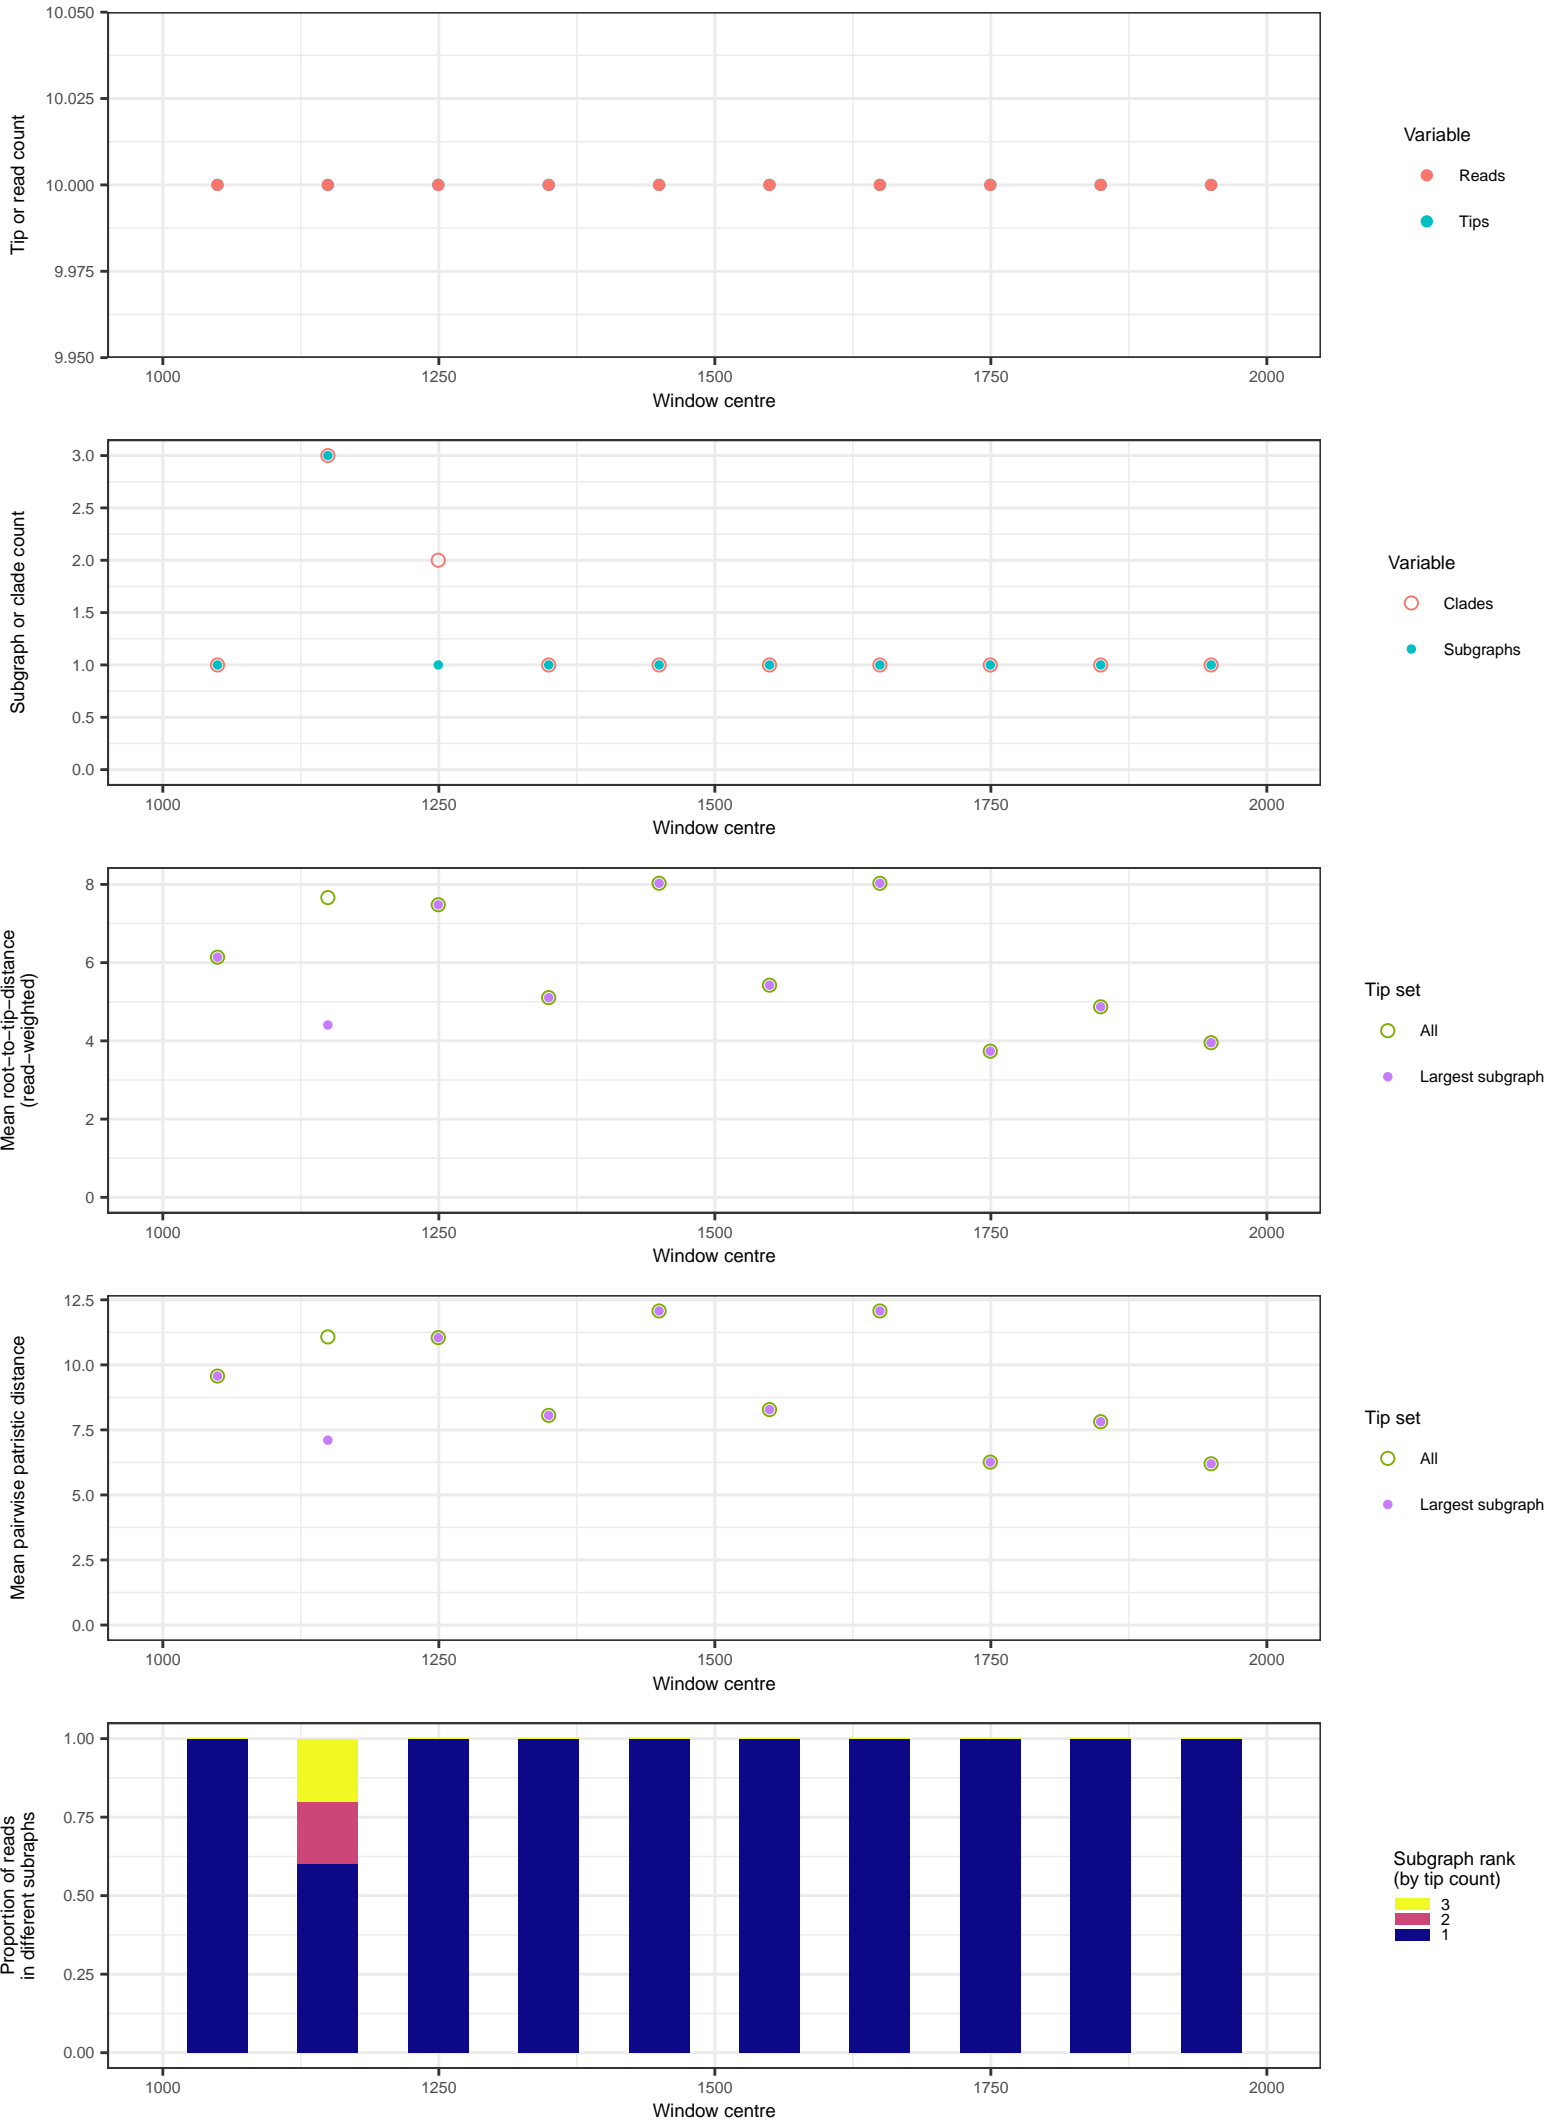 10.050
10.025
10.000
9.975
9.950
Tip or read count
1000 1250 1500 1750 2000
Window centre
Variable
Reads
Tips
3.0
2.5
2.0
1.5
1.0
0.5
0.0
Subgraph or clade count
1000 1250 1500 1750 2000
Window centre
Variable
Clades
Subgraphs
8
6
4
2
0
Mean root−to−tip−distance
(read−weighted)
1000 1250 1500 1750 2000
Window centre
Tip set
All
Largest subgraph
12.5
10.0
7.5
5.0
2.5
0.0
Mean pairwise patristic distance
1000 1250 1500 1750 2000
Window centre
Tip set
All
Largest subgraph
1.00
0.75
0.50
0.25
0.00
Proportion of reads
in different subraphs
1000 1250 1500 1750 2000
Window centre
Subgraph rank
(by tip count)
3
2
1